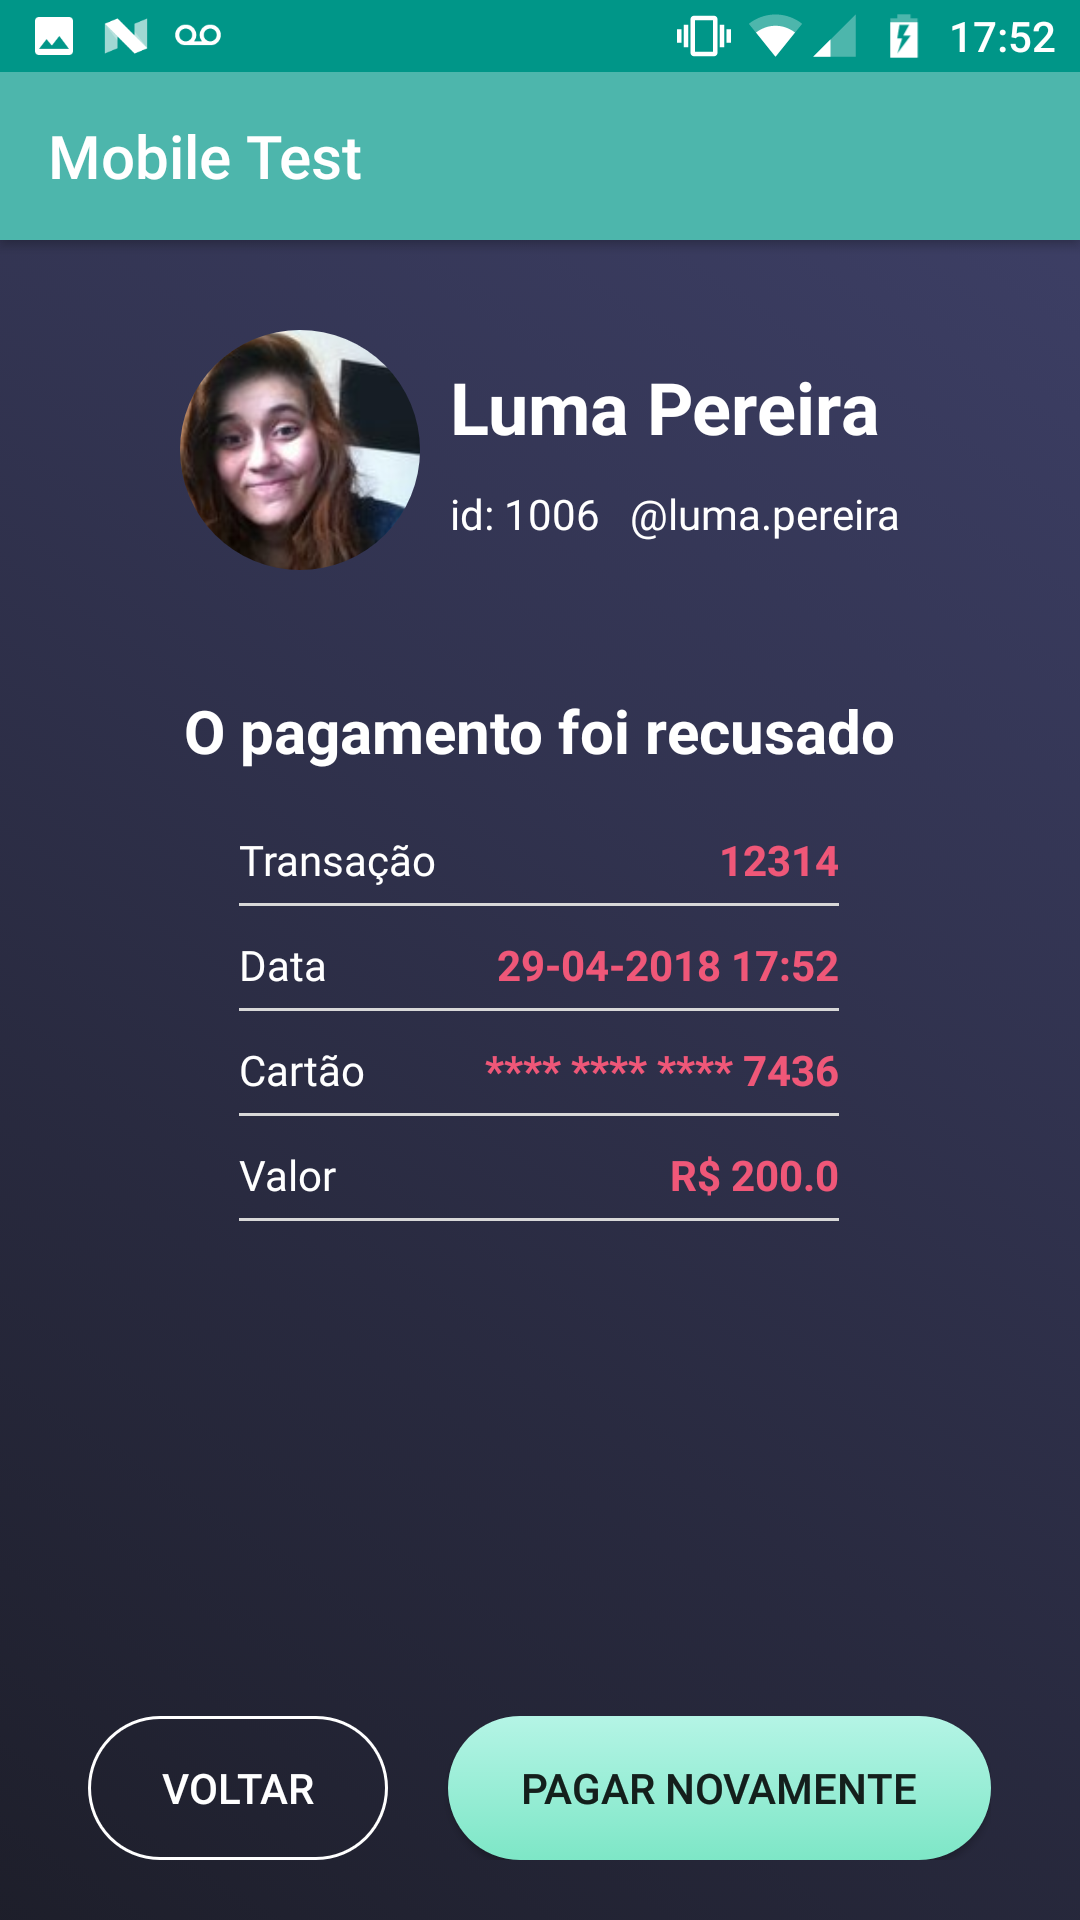 17:52
Mobile Test
Luma Pereira
id: 1006 @luma.pereira
O pagamento foi recusado
Transação 12314
Data 29-04-2018 17:52
Cartão **** **** **** 7436
Valor R$ 200.0
VOLTAR PAGAR NOVAMENTE